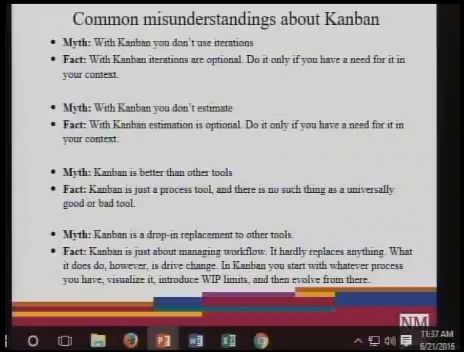 Common misunderstandings about Kanban
• Myth: With Kanban you don't use iterations
• Fact: With Kanban iterations are optional. Do it only if you have a need for it in
your context.
• Myth: With Kanban you don't estimate
• Fact: With Kanban estimation is optional. Do it only if you have a need for it in
your context.
• Myth: Kanban is better than other tools
• Fact: Kanban is just a process tool, and there is no such thing as a universally
good or bad tool.
• Myth: Kanban is a drop-in replacement to other tools.
• Fact: Kanban is just about managing workflow. It hardly replaces anything. What
it does do, however, is drive change. In Kanban you start with whatever process
you have, visualize it, introduce WIP limits, and then evolve from there.
NM
11:37 AM
6/21/2016